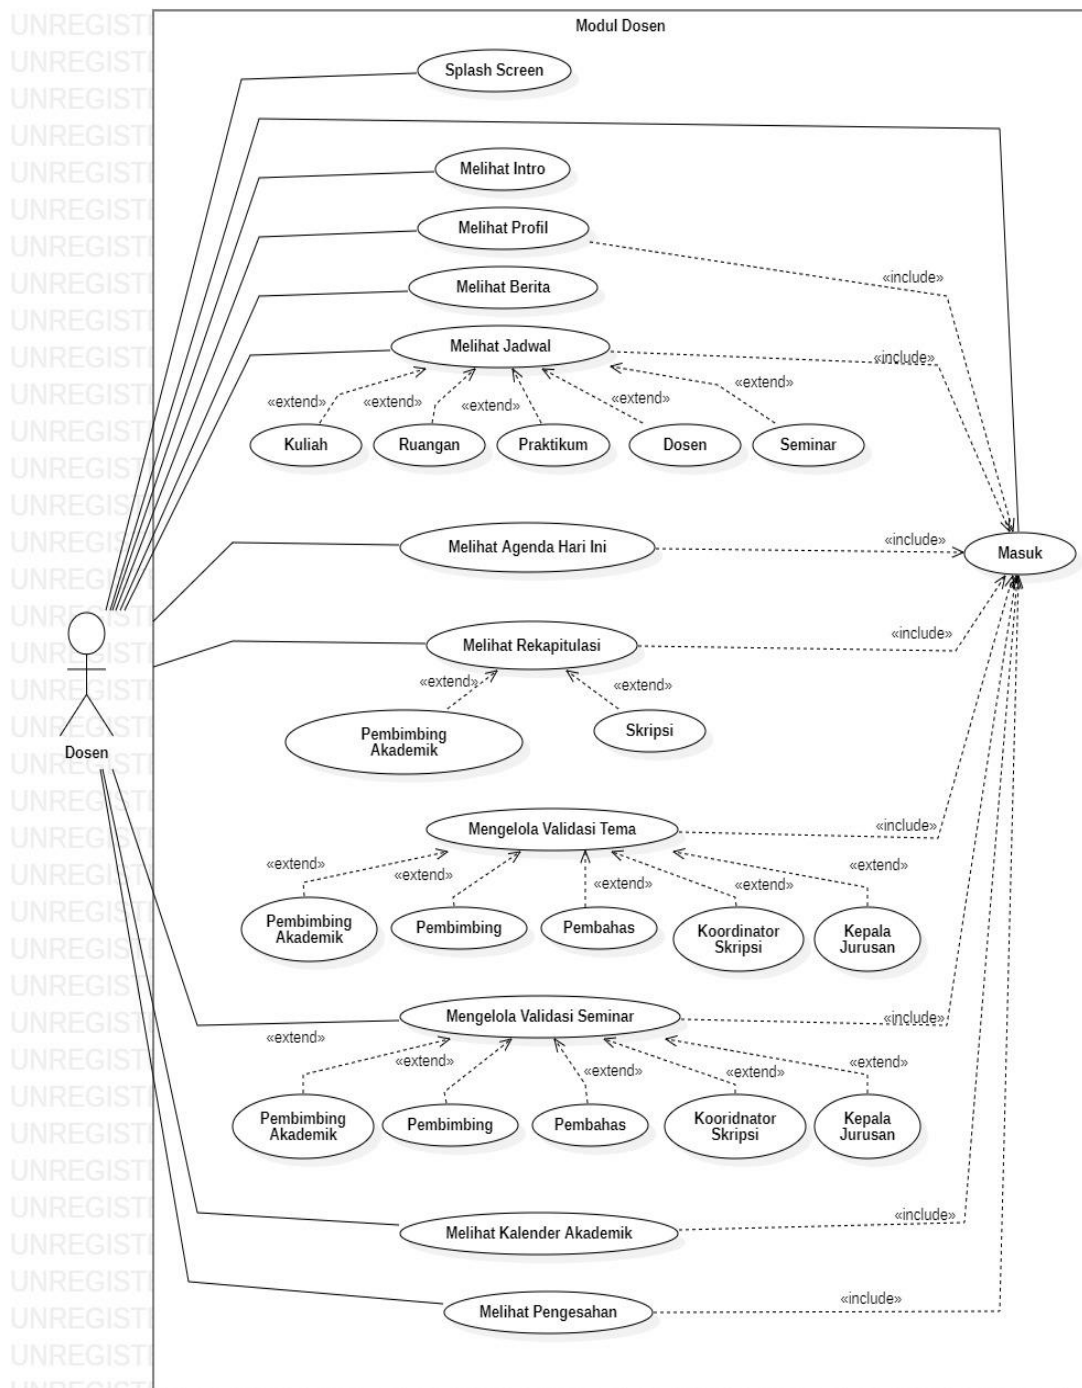 Modul Dosen
Splash Screen
Melihat Intro
Melihat Profil
«include»
Melihat Berita
Melihat Jadwal
«include»
«extend»
«extend»
«extend»
«extend»
«extend»
Kuliah
Ruangan
Praktikum
Dosen
Seminar
Melihat Agenda Hari Ini
«include»
Masuk
Melihat Rekapitulasi
«include»
«extend»
«extend»
Pembimbing
Akademik
Skripsi
Dosen
Mengelola Validasi Tema
«include»
«extend»
«extend»
«extend»
«extend»
«extend»
Pembimbing
Akademik
Pembimbing
Pembahas
Koordinator
Skripsi
Kepala
Jurusan
Mengelola Validasi Seminar
«include»
«extend»
«extend»
«extend»
«extend»
«extend»
Pembimbing
Akademik
Pembimbing
Pembahas
Kooridnator
Skripsi
Kepala
Jurusan
Melihat Kalender Akademik
«include»
Melihat Pengesahan
«include»